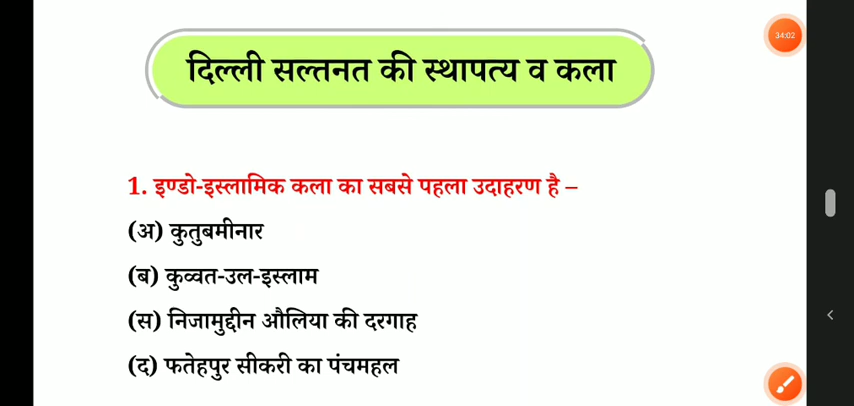 34:02
दिल्ली सल्तनत की स्थापत्य व कला
1. इण्डो-इस्लामिक कला का सबसे पहला उदाहरण है –
(अ) कुतुबमीनार
(ब) कुव्वत-उल-इस्लाम
(स) निजामुद्दीन औलिया की दरगाह
(द) फतेहपुर सीकरी का पंचमहल